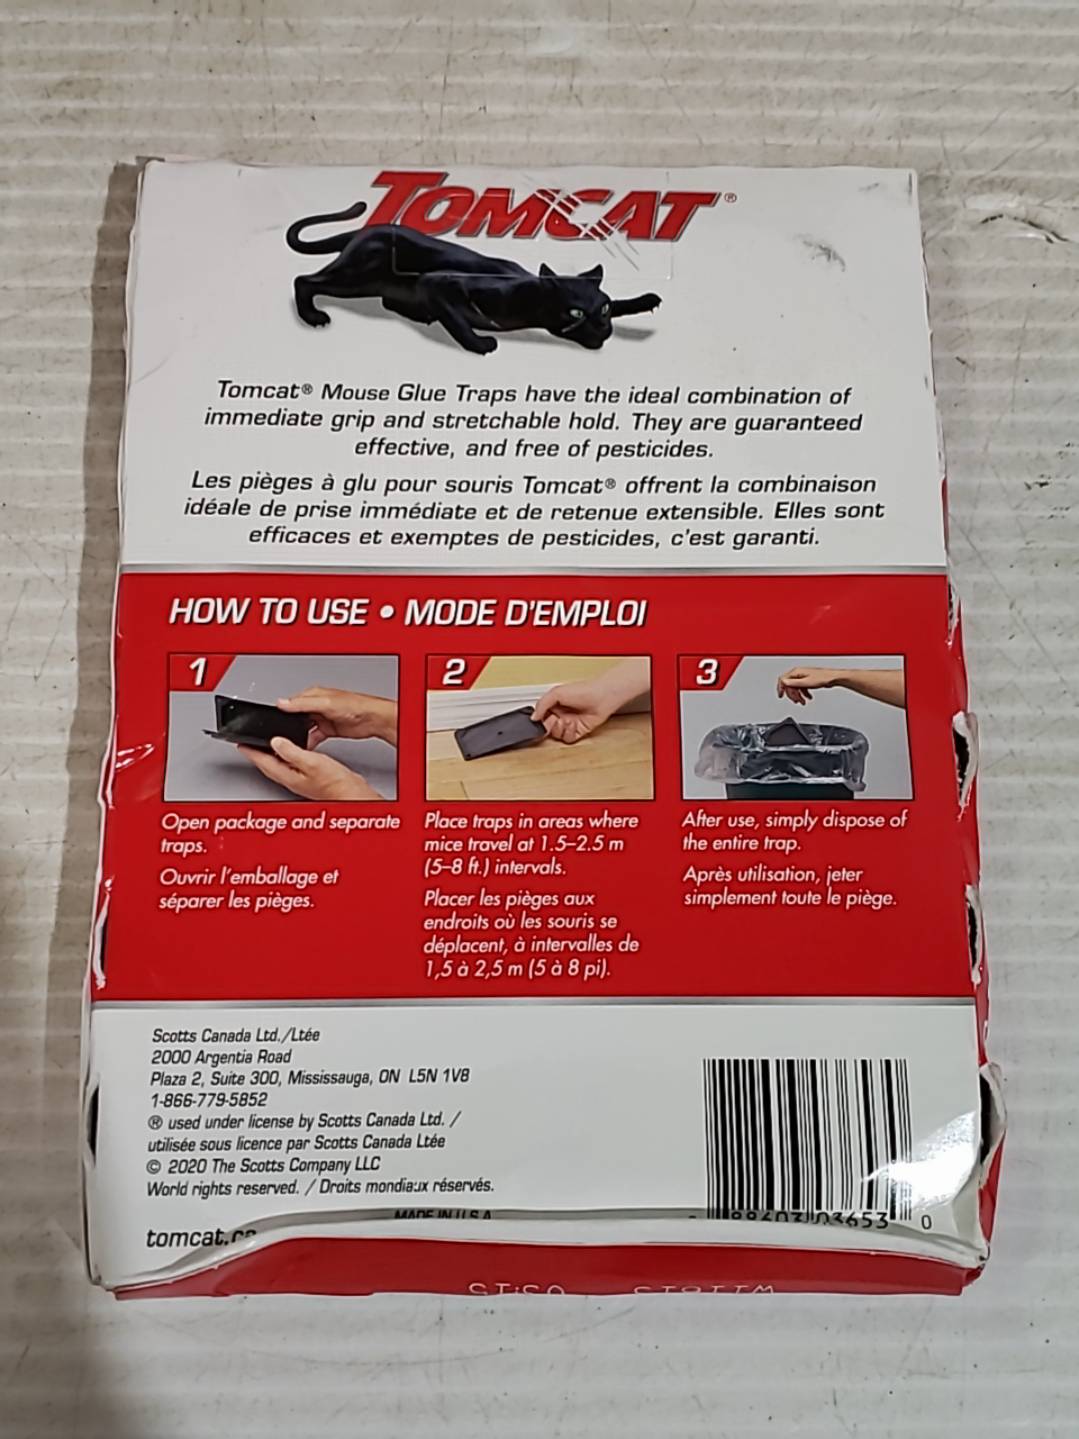 TOMCAT®
Tomcat® Mouse Glue Traps have the ideal combination of
immediate grip and stretchable hold. They are guaranteed
effective, and free of pesticides.
Les pièges à glu pour souris Tomcat® offrent la combinaison
idéale de prise immédiate et de retenue extensible. Elles sont
efficaces et exemptes de pesticides, c'est garanti.
HOW TO USE • MODE D'EMPLOI
1
Open package and separate
traps.
Ouvrir l'emballage et
séparer les pièges.
2
Place traps in areas where
mice travel at 1.5–2.5 m
(5–8 ft.) intervals.
Placer les pièges aux
endroits où les souris se
déplacent, à intervalles de
1,5 à 2,5 m (5 à 8 pi).
3
After use, simply dispose of
the entire trap.
Après utilisation, jeter
simplement toute le piège.
Scotts Canada Ltd./Ltée
2000 Argentia Road
Plaza 2, Suite 300, Mississauga, ON L5N 1V8
1-866-779-5852
® used under license by Scotts Canada Ltd. /
utilisée sous licence par Scotts Canada Ltée
© 2020 The Scotts Company LLC
World rights reserved. / Droits mondiaux réservés.
MADE IN U.S.A.
0